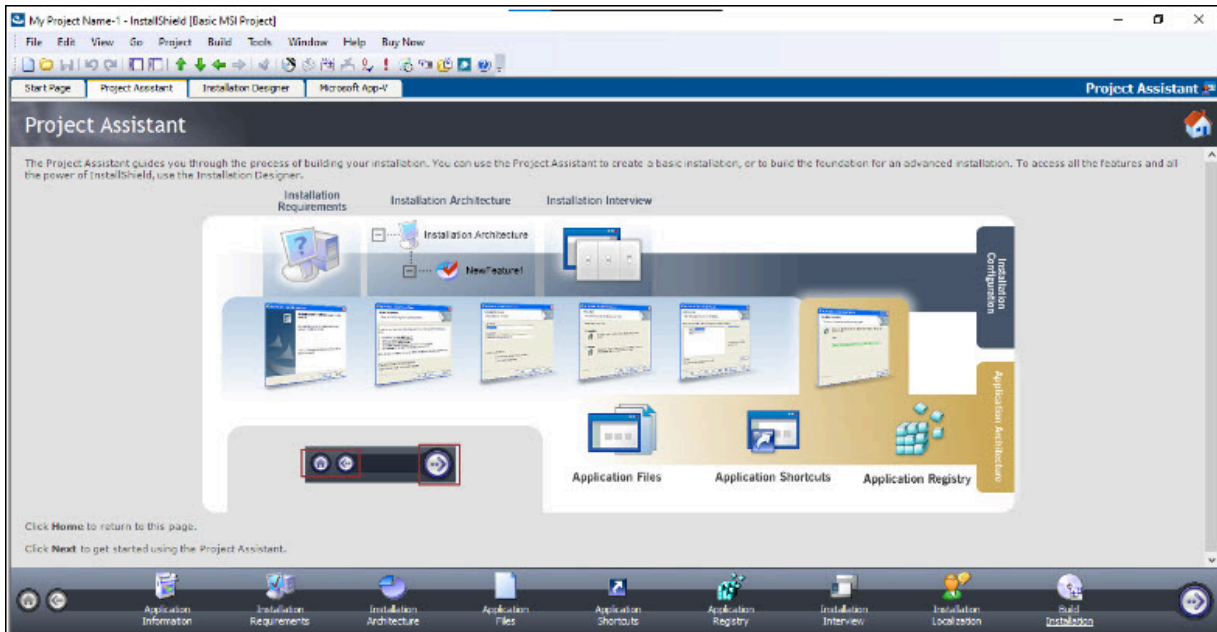 My Project Name-1 - InstallShield [Basic MSI Project]
File Edit View Go Project Build Tools Window Help Buy Now
Start Page Project Assistant Installation Designer Microsoft App-V Project Assistant
Project Assistant
The Project Assistant guides you through the process of building your installation. You can use the Project Assistant to create a basic installation, or to build the foundation for an advanced installation. To access all the features and all
the power of InstallShield, use the Installation Designer.
Installation
Requirements
Installation Architecture
Installation Interview
Installation Architecture
NewFeature1
Installation
Configuration
Application Architecture
Application Files
Application Shortcuts
Application Registry
Click Home to return to this page.
Click Next to get started using the Project Assistant.
Application
Information
Installation
Requirements
Installation
Architecture
Application
Files
Application
Shortcuts
Application
Registry
Installation
Interview
Installation
Localization
Build
Installation